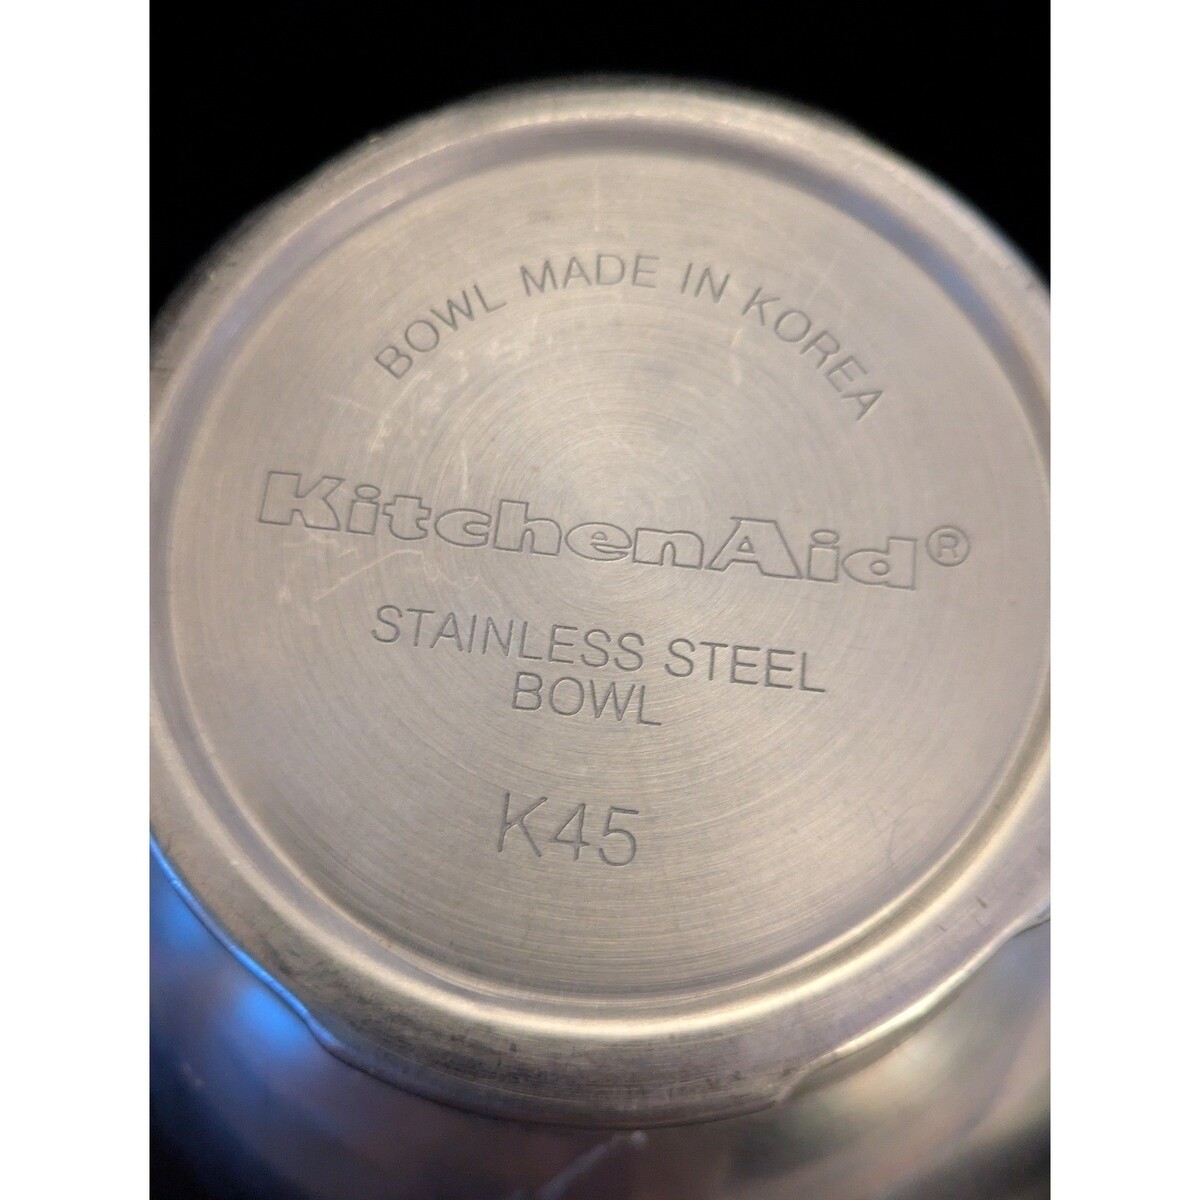 BOWL MADE IN KOREA
KitchenAid®
STAINLESS STEEL
BOWL
K45